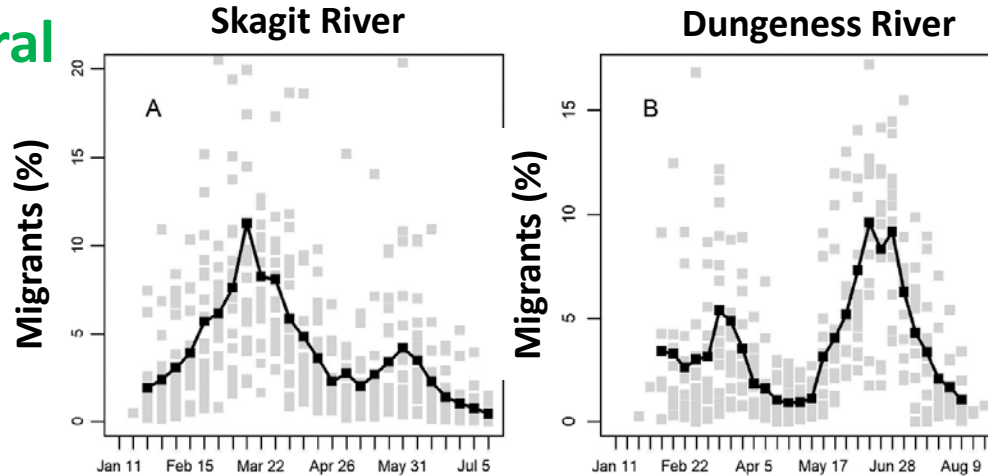 ral
Skagit River
Dungeness River
Migrants (%)
20
15
10
5
0
A
Jan 11 Feb 15 Mar 22 Apr 26 May 31 Jul 5
Migrants (%)
15
10
5
0
B
Jan 11 Feb 22 Apr 5 May 17 Jun 28 Aug 9